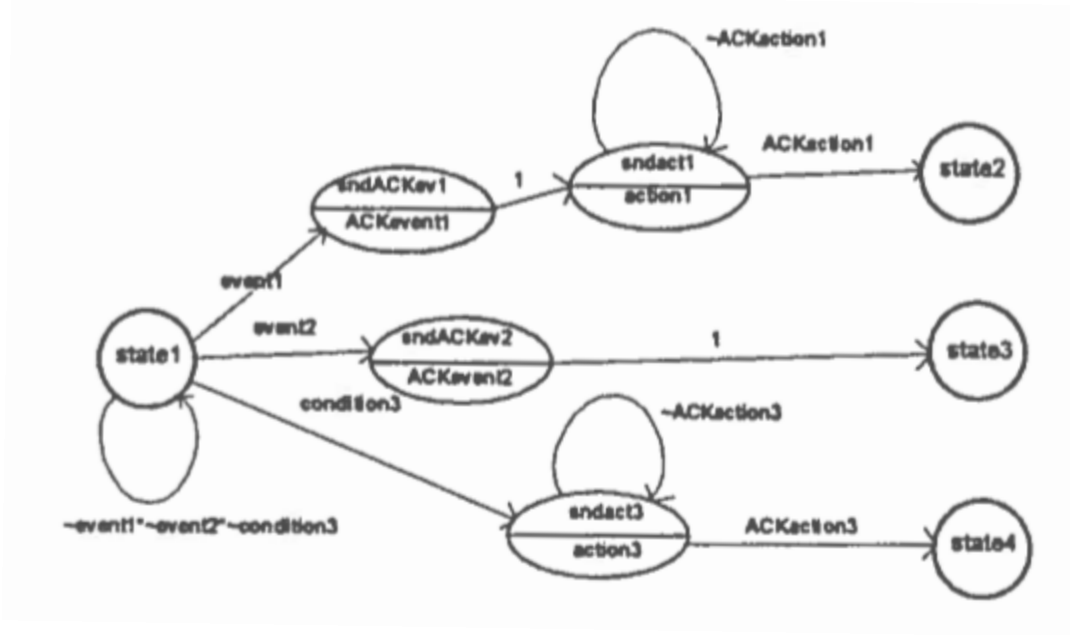 ~ACKaction1
sndact1
ACKaction1
state2
action1
sndACKev1
1
ACKevent1
event1
event2
sndACKev2
1
state3
state1
ACKevent2
condition3
~ACKaction3
~event1*~event2*~condition3
sndact3
ACKaction3
state4
action3